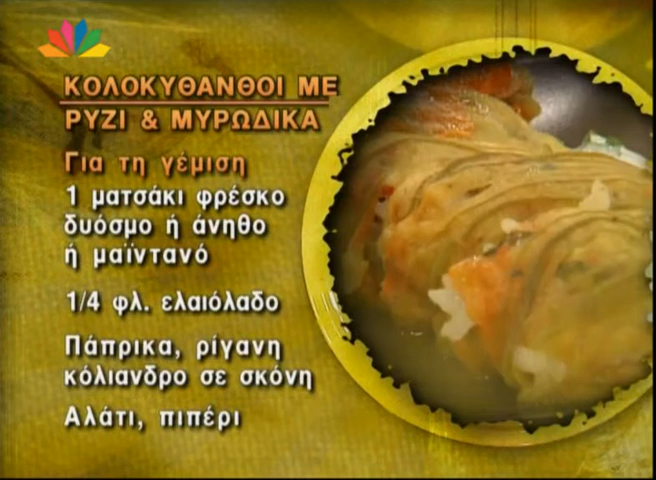 ΚΟΛΟΚΥΘΑΝΘΟΙ ΜΕ
ΡΥΖΙ & ΜΥΡΩΔΙΚΑ
Για τη γέμιση
1 ματσάκι φρέσκο
δυόσμο ή άνηθο
ή μαϊντανό
1/4 φλ. ελαιόλαδο
Πάπρικα, ρίγανη
κόλιανδρο σε σκόνη
Αλάτι, πιπέρι